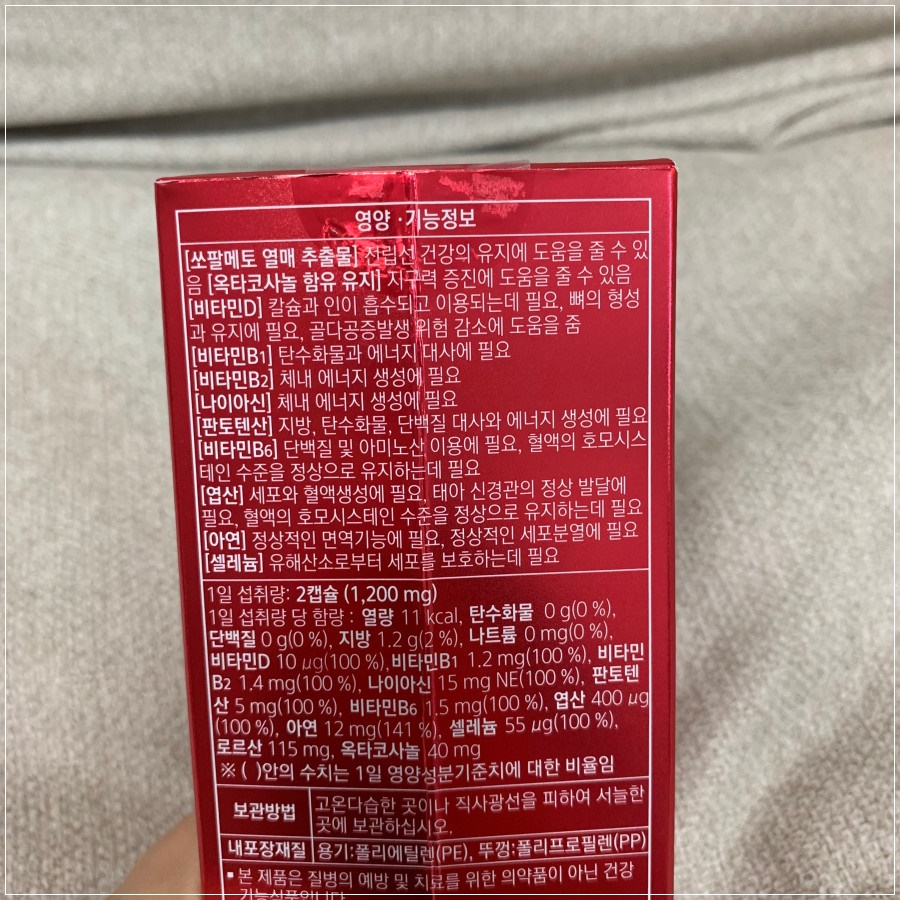 영양·기능정보
[쏘팔메토 열매 추출물] 전립선 건강의 유지에 도움을 줄 수 있
음 [옥타코사놀 함유 유지] 지구력 증진에 도움을 줄 수 있음
[비타민D] 칼슘과 인이 흡수되고 이용되는데 필요, 뼈의 형성
과 유지에 필요, 골다공증발생 위험 감소에 도움을 줌
[비타민B1] 탄수화물과 에너지 대사에 필요
[비타민B2] 체내 에너지 생성에 필요
[나이아신] 체내 에너지 생성에 필요
[판토텐산] 지방, 탄수화물, 단백질 대사와 에너지 생성에 필요
[비타민B6] 단백질 및 아미노산 이용에 필요, 혈액의 호모시스
테인 수준을 정상으로 유지하는데 필요
[엽산] 세포와 혈액생성에 필요, 태아 신경관의 정상 발달에
필요, 혈액의 호모시스테인 수준을 정상으로 유지하는데 필요
[아연] 정상적인 면역기능에 필요, 정상적인 세포분열에 필요
[셀레늄] 유해산소로부터 세포를 보호하는데 필요
1일 섭취량: 2캡슐 (1,200 mg)
1일 섭취량 당 함량 : 열량 11 kcal, 탄수화물 0 g(0 %),
단백질 0 g(0 %), 지방 1.2 g(2 %), 나트륨 0 mg(0 %),
비타민D 10 µg(100 %), 비타민B1 1.2 mg(100 %), 비타민
B2 1.4 mg(100 %), 나이아신 15 mg NE(100 %), 판토텐
산 5 mg(100 %), 비타민B6 1.5 mg(100 %), 엽산 400 µg
(100 %), 아연 12 mg(141 %), 셀레늄 55 µg(100 %),
로르산 115 mg, 옥타코사놀 40 mg
※ ( )안의 수치는 1일 영양성분기준치에 대한 비율임
보관방법 고온다습한 곳이나 직사광선을 피하여 서늘한
곳에 보관하십시오.
내포장재질 용기:폴리에틸렌(PE), 뚜껑:폴리프로필렌(PP)
▪ 본 제품은 질병의 예방 및 치료를 위한 의약품이 아닌 건강
기능식품입니다